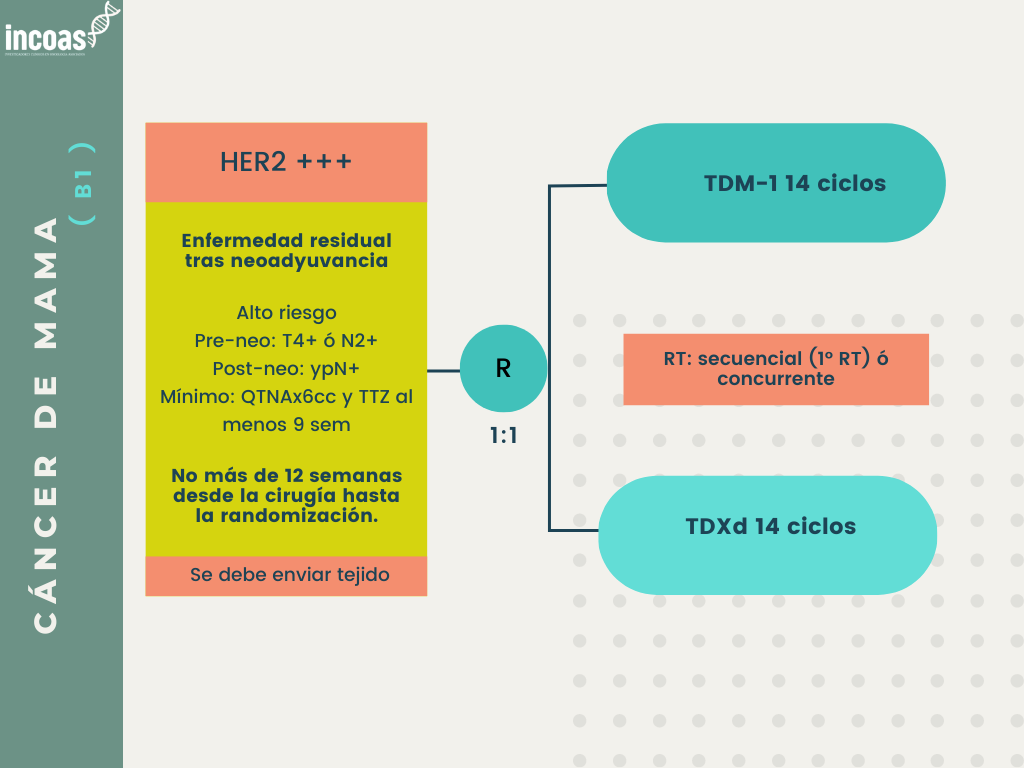 incoas
CÁNCER DE MAMA
( B1 )
HER2 +++
Enfermedad residual
tras neoadyuvancia
Alto riesgo
Pre-neo: T4+ ó N2+
Post-neo: ypN+
Mínimo: QTNAx6cc y TTZ al
menos 9 sem
No más de 12 semanas
desde la cirugía hasta
la randomización.
Se debe enviar tejido
R
1:1
TDM-1 14 ciclos
RT: secuencial (1º RT) ó
concurrente
TDXd 14 ciclos